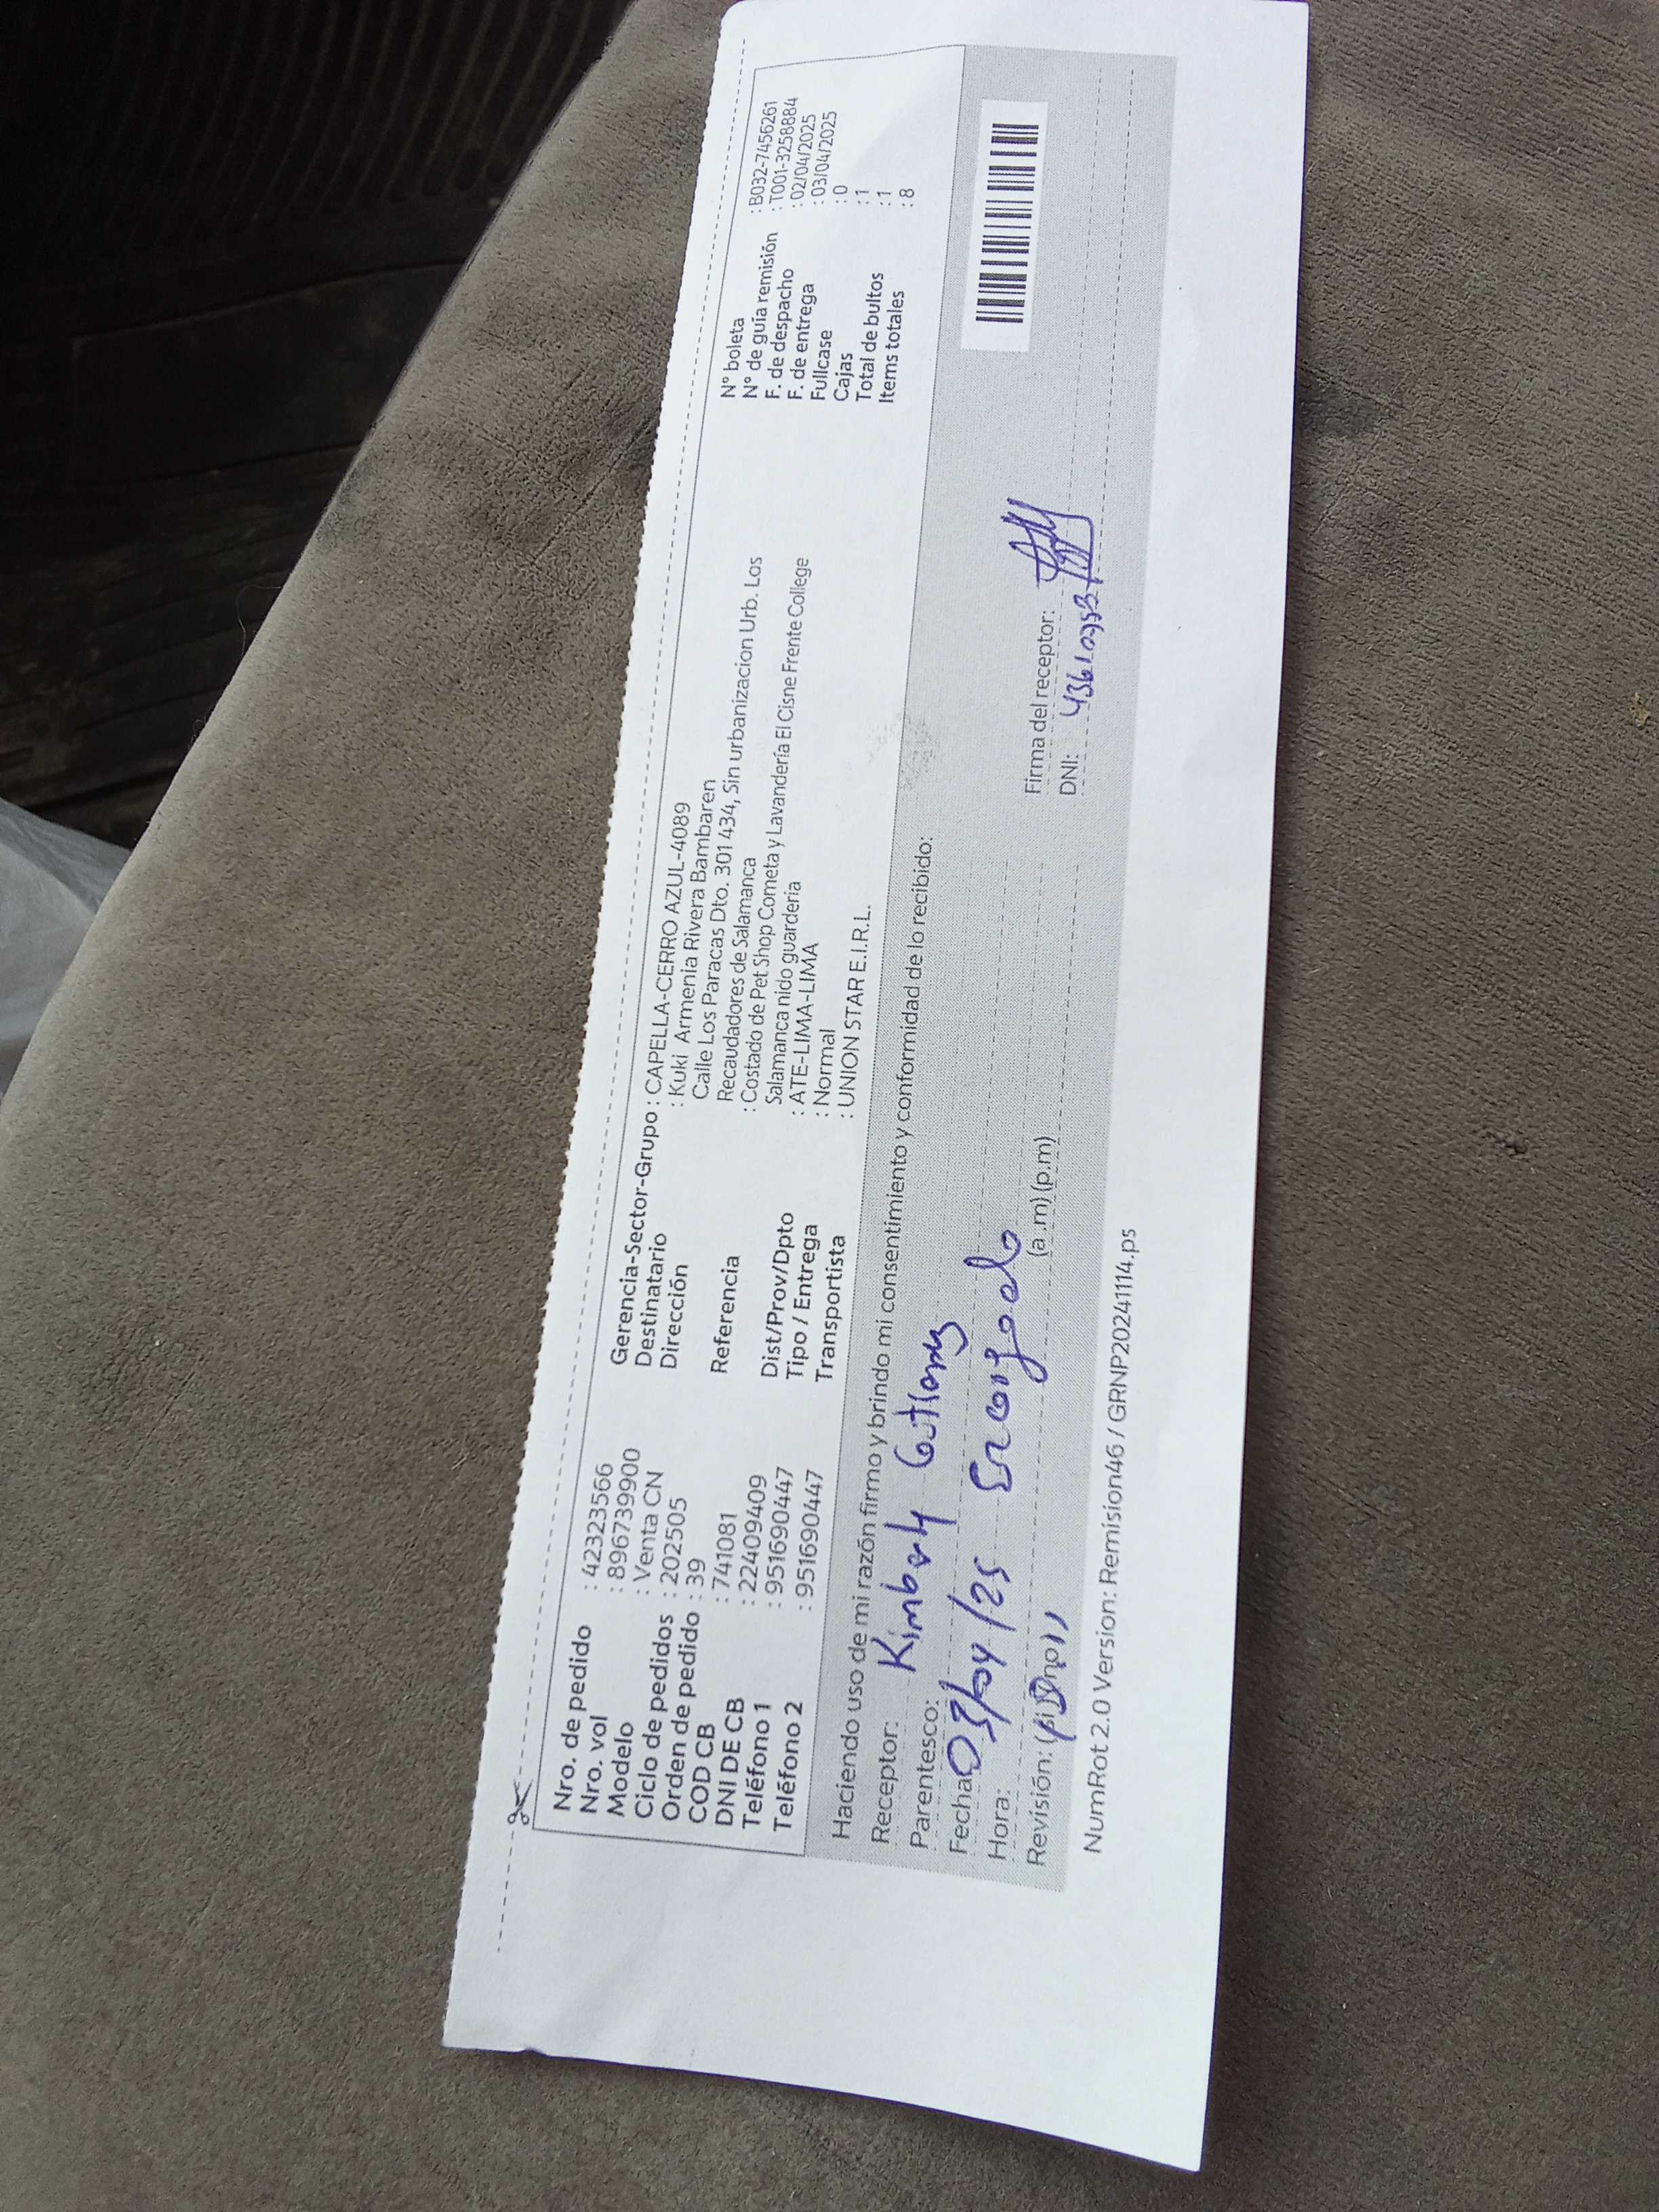 Nro. de pedido : 42323566
Nro. vol : 8967739900
Modelo : Venta CN
Ciclo de pedidos : 202505
Orden de pedido : 39
COD CB : 741081
DNI DE CB : 22409409
Teléfono 1 : 951690447
Teléfono 2 : 951690447
Gerencia-Sector-Grupo : CAPELLA-CERRO AZUL-4089
Destinatario : Kuki Armenia Rivera Bambaren
Dirección Calle Los Paracas Dto. 301 434, Sin urbanizacion Urb. Los
Recaudadores de Salamanca
Referencia : Costado de Pet Shop Cometa y Lavandería El Cisne Frente College
Salamanca nido guarderia
Dist/Prov/Dpto : ATE-LIMA-LIMA
Tipo / Entrega : Normal
Transportista : UNION STAR E.I.R.L.
N° boleta : B032-7456261
N° de guía remisión : T001-3258884
F. de despacho : 02/04/2025
F. de entrega : 03/04/2025
Fullcase : 0
Cajas : 1
Total de bultos : 1
Items totales : 8
Haciendo uso de mi razón firmo y brindo mi consentimiento y conformidad de lo recibido:
Receptor: Kimberly
Parentesco:
Fecha 03/04/25 Encargado
Hora: (a.m) (p.m)
Revisión:
Firma del receptor:
DNI:
NumRot 2.0 Version: Remision46 / GRNP20241114.ps